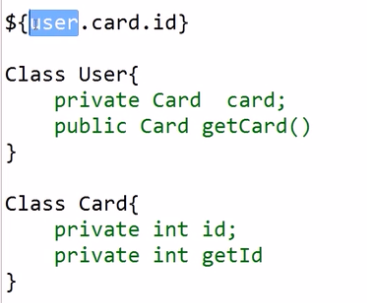 ${user.card.id}
Class User{
    private Card  card;
    public Card getCard()
}
Class Card{
    private int id;
    private int getId
}